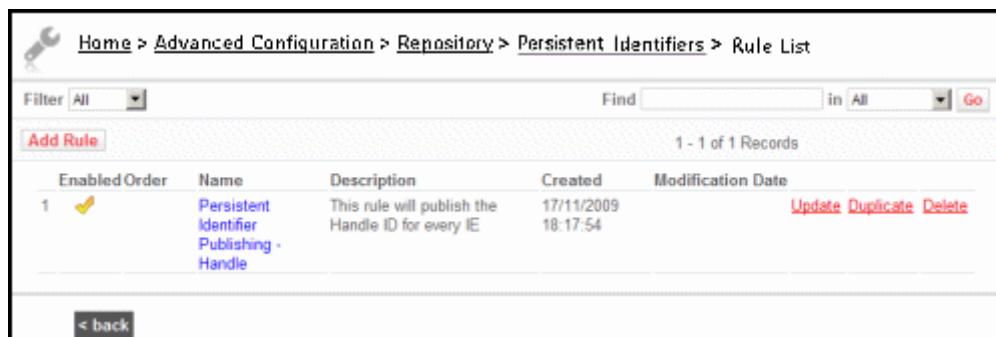 Home > Advanced Configuration > Repository > Persistent Identifiers > Rule List
Filter All Find in All Go
Add Rule 1 - 1 of 1 Records
Enabled Order Name Description Created Modification Date
1 Persistent This rule will publish the 17/11/2009 Update Duplicate Delete
Identifier Handle ID for every IE 18:17:54
Publishing -
Handle
< back